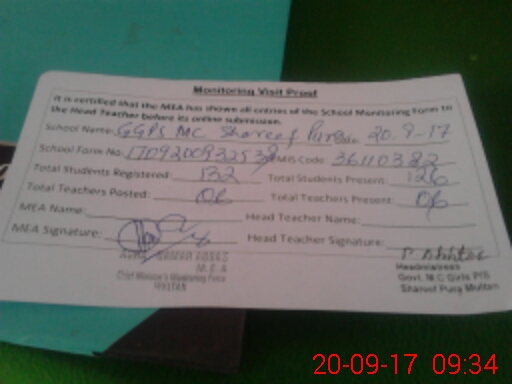 Monitoring Visit Proof
It is certified that the MEA has shown all entries of the School Monitoring Form to
the Head Teacher before its online submission.
School Name: GGPS MC Shareef Pura 20.9-17
School Form No: EMIS Code: 36110382
Total Students Registered: 132 Total Students Present: 126
Total Teachers Posted: 06 Total Teachers Present: 06
MEA Name: Head Teacher Name:
MEA Signature: Head Teacher Signature:
M.E.A
Chief Minister's Monitoring Force
MULTAN
Headmistress
Govt. M.C Girls P/S
Shareef Pura Multan
20-09-17 09:34